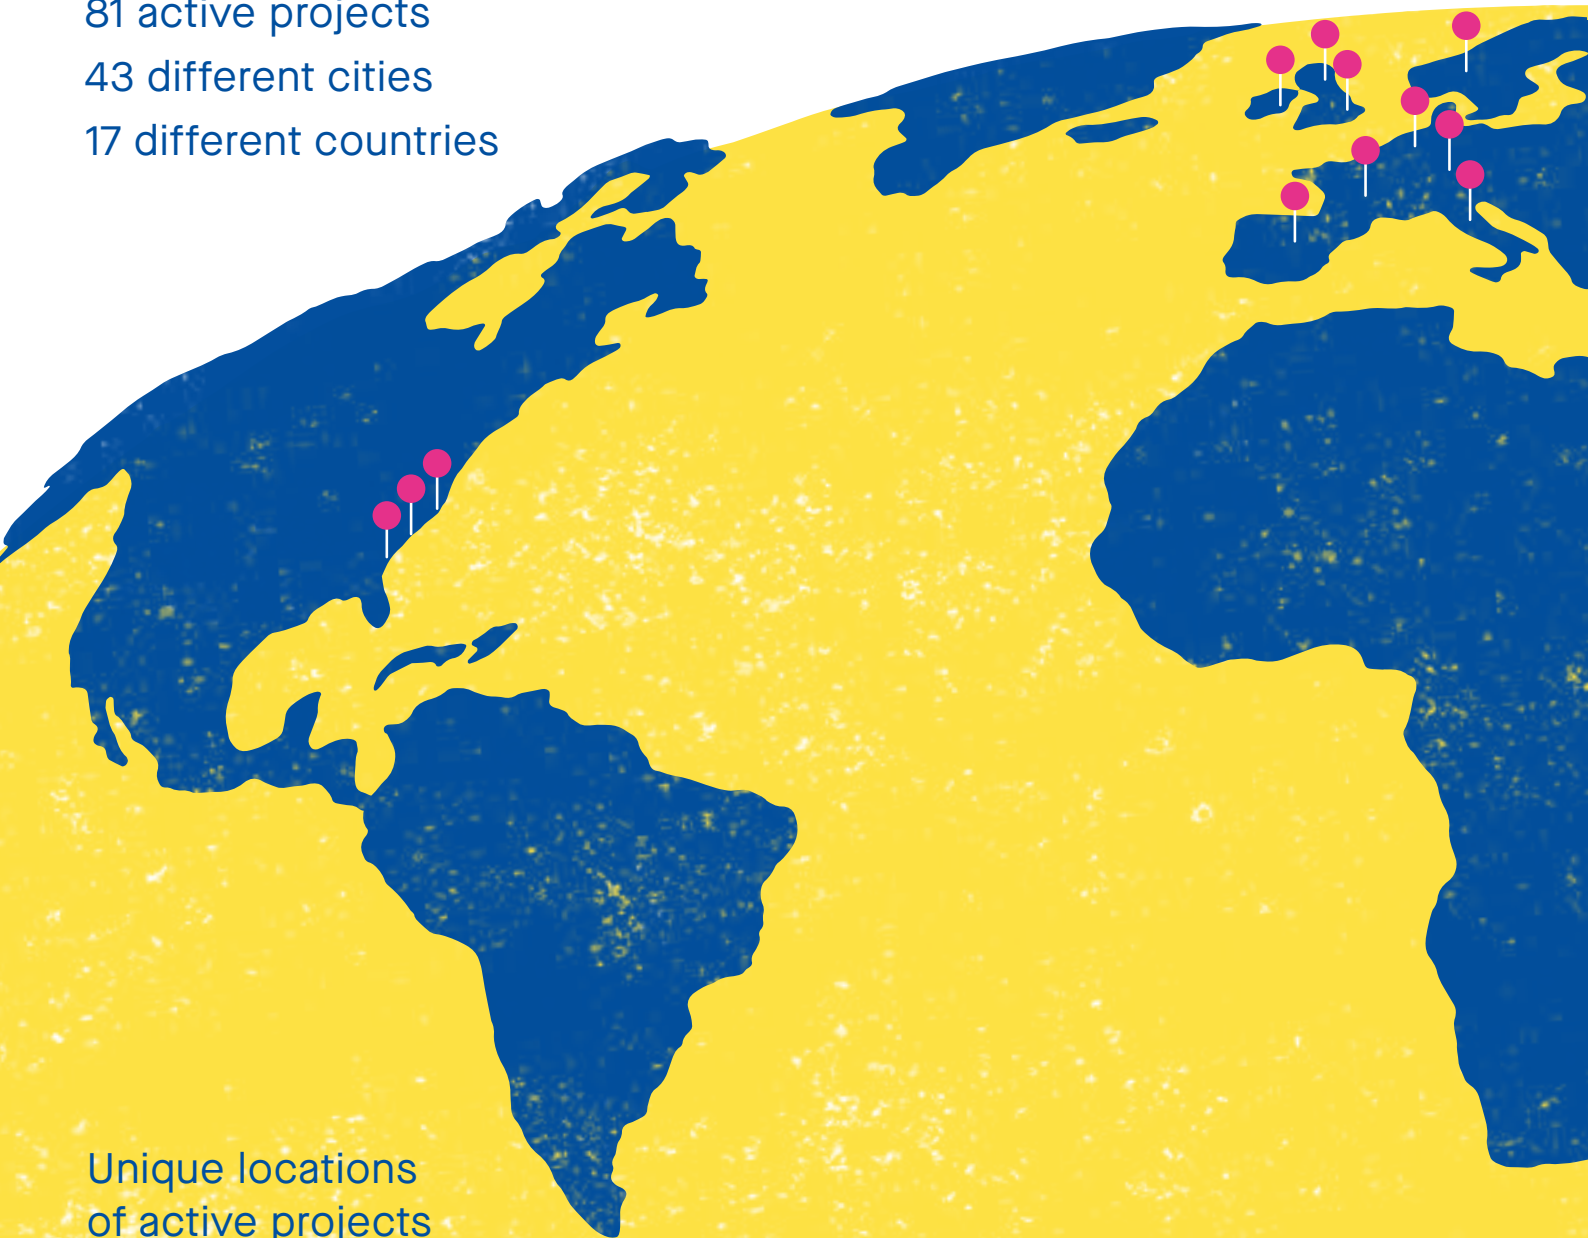 81 active projects
43 different cities
17 different countries
Unique locations
of active projects